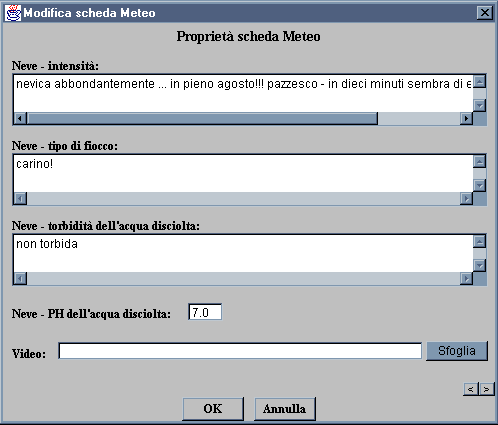 Modifica scheda Meteo
Proprietà scheda Meteo
Neve - intensità:
nevica abbondantemente ... in pieno agosto!!! pazzesco - in dieci minuti sembra di
Neve - tipo di fiocco:
carino!
Neve - torbidità dell'acqua disciolta:
non torbida
Neve - PH dell'acqua disciolta: 7.0
Video: Sfoglia
< >
OK Annulla